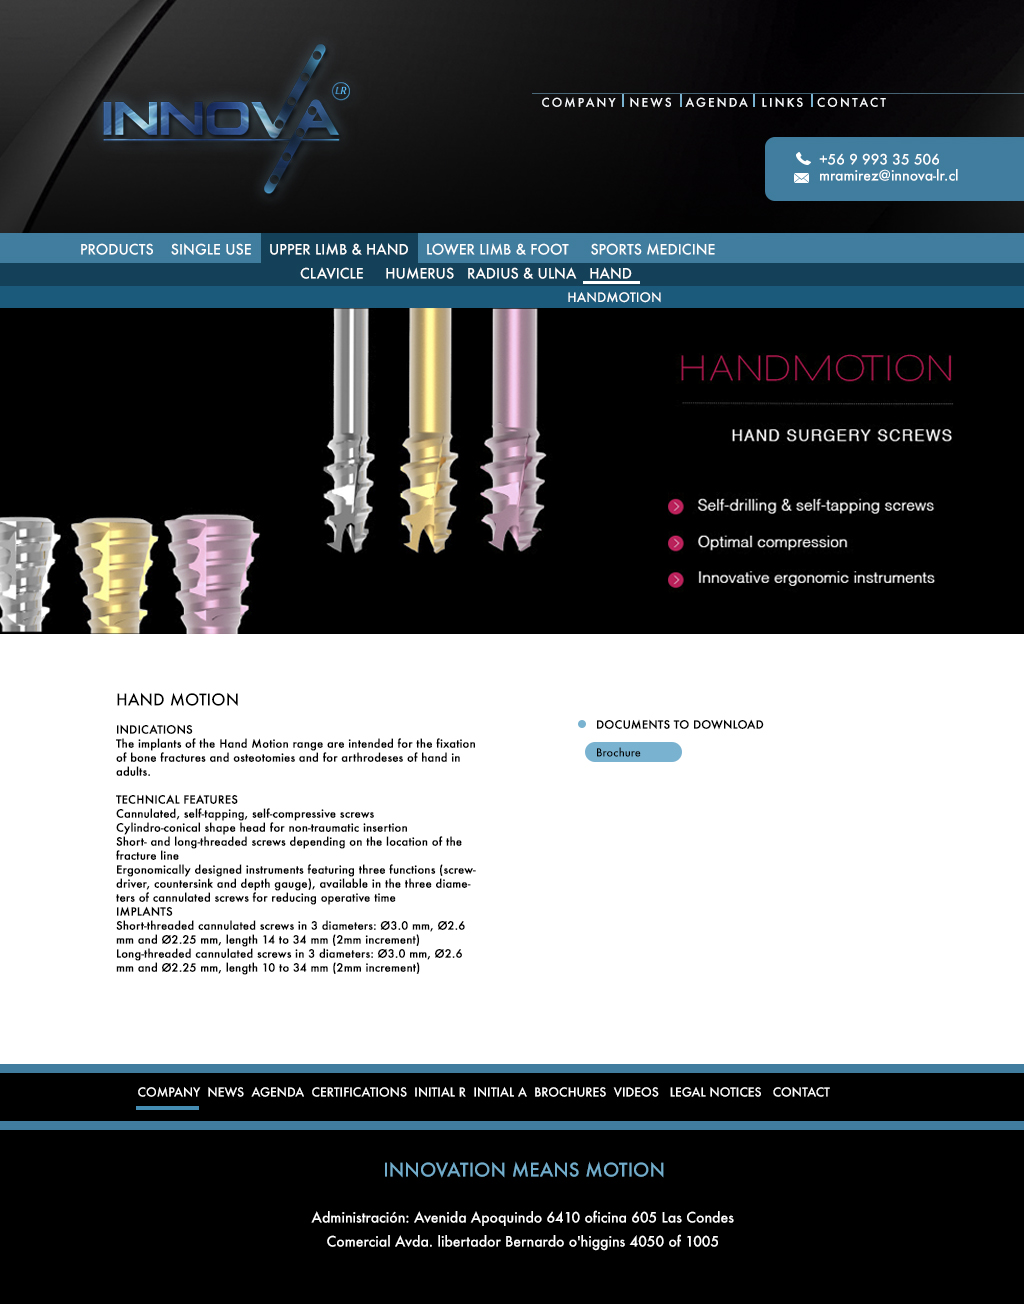 INNOVA LR
COMPANY NEWS AGENDA LINKS CONTACT
+56 9 993 35 506
mramirez@innova-lr.cl
PRODUCTS SINGLE USE UPPER LIMB & HAND LOWER LIMB & FOOT SPORTS MEDICINE
CLAVICLE HUMERUS RADIUS & ULNA HAND
HANDMOTION
HANDMOTION
HAND SURGERY SCREWS
Self-drilling & self-tapping screws
Optimal compression
Innovative ergonomic instruments
HAND MOTION
INDICATIONS
The implants of the Hand Motion range are intended for the fixation
of bone fractures and osteotomies and for arthrodeses of hand in
adults.
TECHNICAL FEATURES
Cannulated, self-tapping, self-compressive screws
Cylindro-conical shape head for non-traumatic insertion
Short- and long-threaded screws depending on the location of the
fracture line
Ergonomically designed instruments featuring three functions (screw-
driver, countersink and depth gauge), available in the three diame-
ters of cannulated screws for reducing operative time
IMPLANTS
Short-threaded cannulated screws in 3 diameters: Ø3.0 mm, Ø2.6
mm and Ø2.25 mm, length 14 to 34 mm (2mm increment)
Long-threaded cannulated screws in 3 diameters: Ø3.0 mm, Ø2.6
mm and Ø2.25 mm, length 10 to 34 mm (2mm increment)
DOCUMENTS TO DOWNLOAD
Brochure
COMPANY NEWS AGENDA CERTIFICATIONS INITIAL R INITIAL A BROCHURES VIDEOS LEGAL NOTICES CONTACT
INNOVATION MEANS MOTION
Administración: Avenida Apoquindo 6410 oficina 605 Las Condes
Comercial Avda. libertador Bernardo o'higgins 4050 of 1005